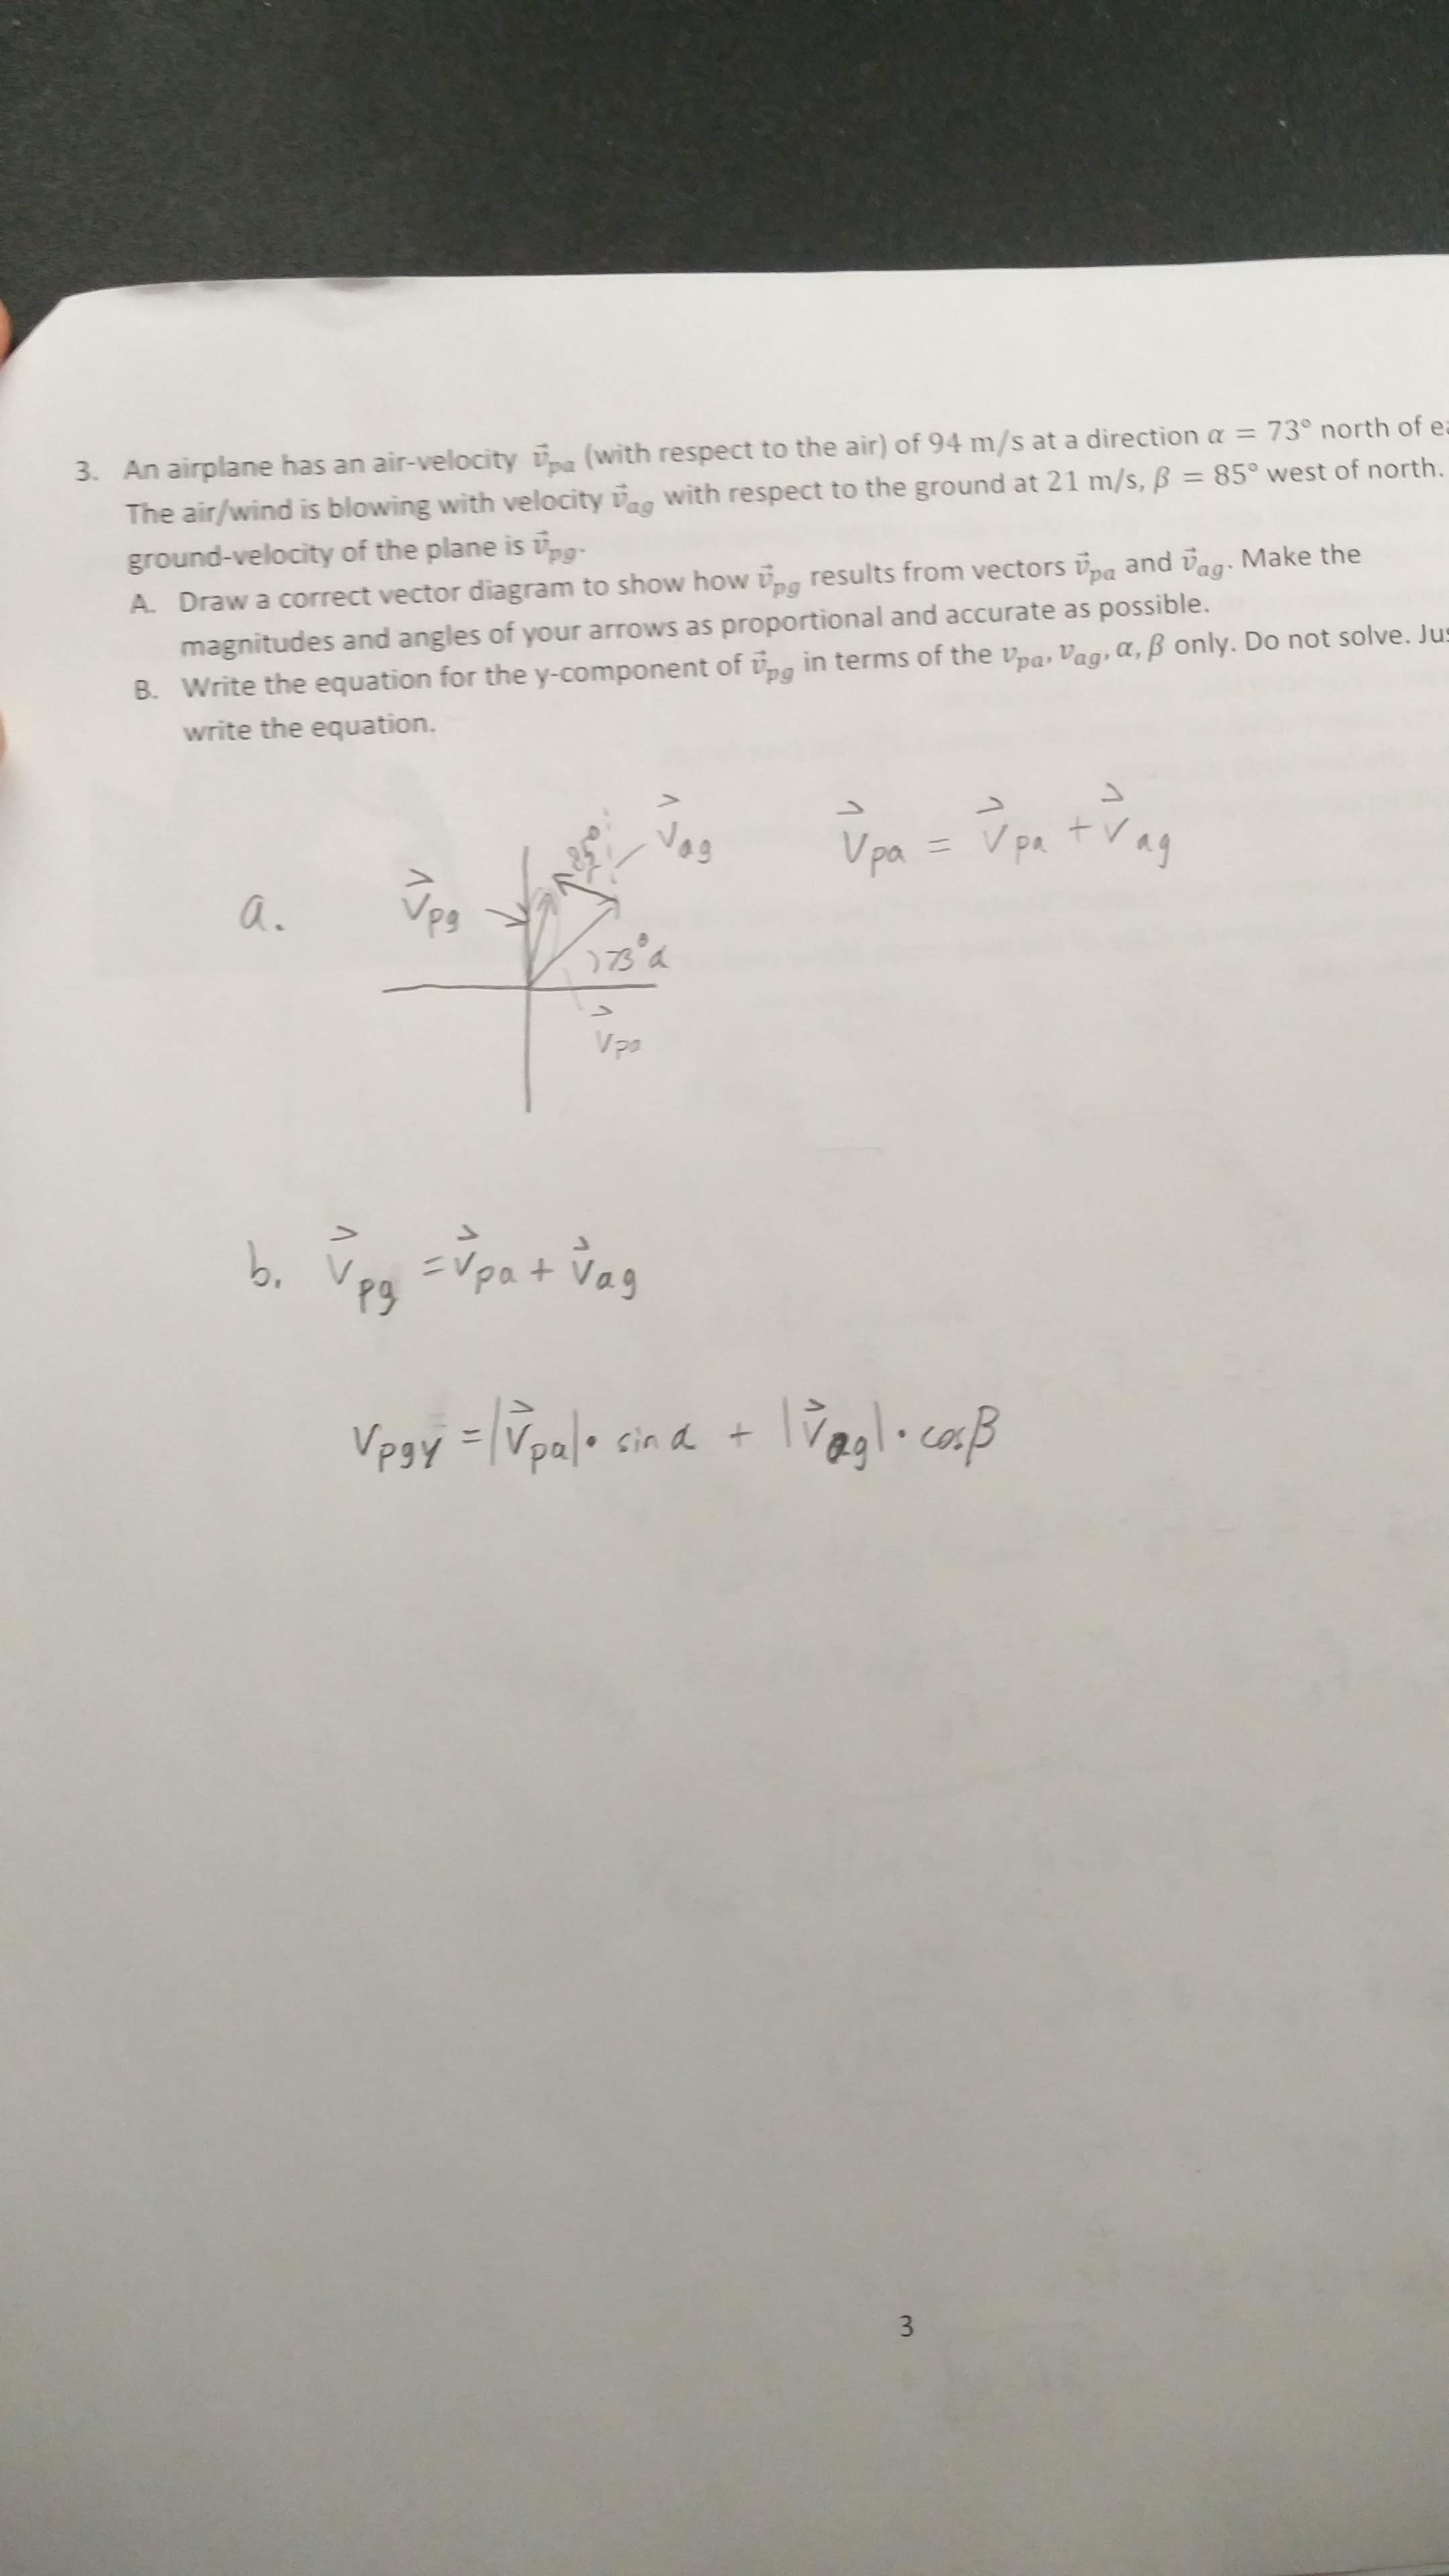 3. An airplane has an air-velocity v⃗pa (with respect to the air) of 94 m/s at a direction α = 73° north of
The air/wind is blowing with velocity v⃗ag with respect to the ground at 21 m/s, β = 85° west of north.
ground-velocity of the plane is v⃗pg.
A. Draw a correct vector diagram to show how v⃗pg results from vectors v⃗pa and v⃗ag. Make the
magnitudes and angles of your arrows as proportional and accurate as possible.
B. Write the equation for the y-component of v⃗pg in terms of the vpa, vag, α, β only. Do not solve.
write the equation.
a.
v⃗pg
85°
v⃗ag
73° α
v⃗pa
v⃗pa = v⃗pa + v⃗ag
b. v⃗pg = v⃗pa + v⃗ag
vpgy = |v⃗pa| · sin α + |v⃗ag| · cos β
3